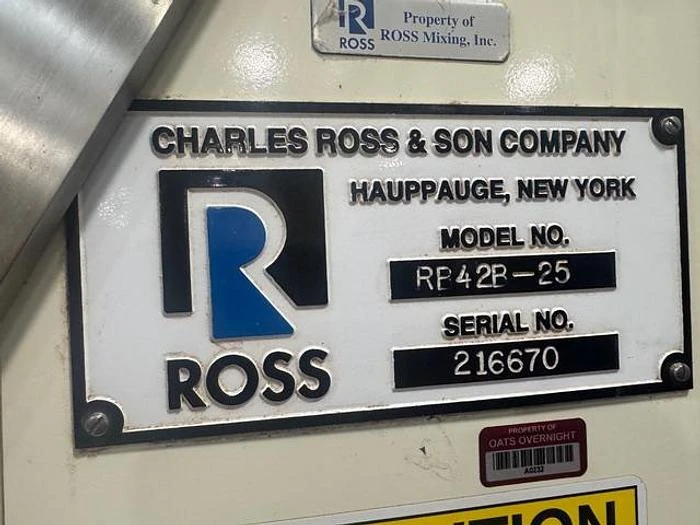 R
ROSS
Property of
ROSS Mixing, Inc.
CHARLES ROSS & SON COMPANY
HAUPPAUGE, NEW YORK
R
ROSS
MODEL NO.
RB42B-25
SERIAL NO.
216670
PROPERTY OF
OATS OVERNIGHT
A0232